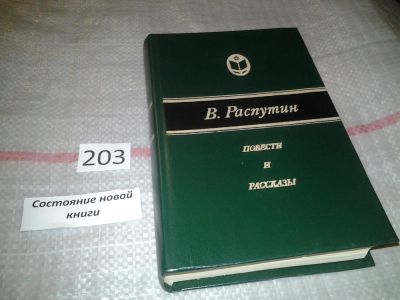 В. Распутин
ПОВЕСТИ
И
РАССКАЗЫ
203
Состояние новой
книги